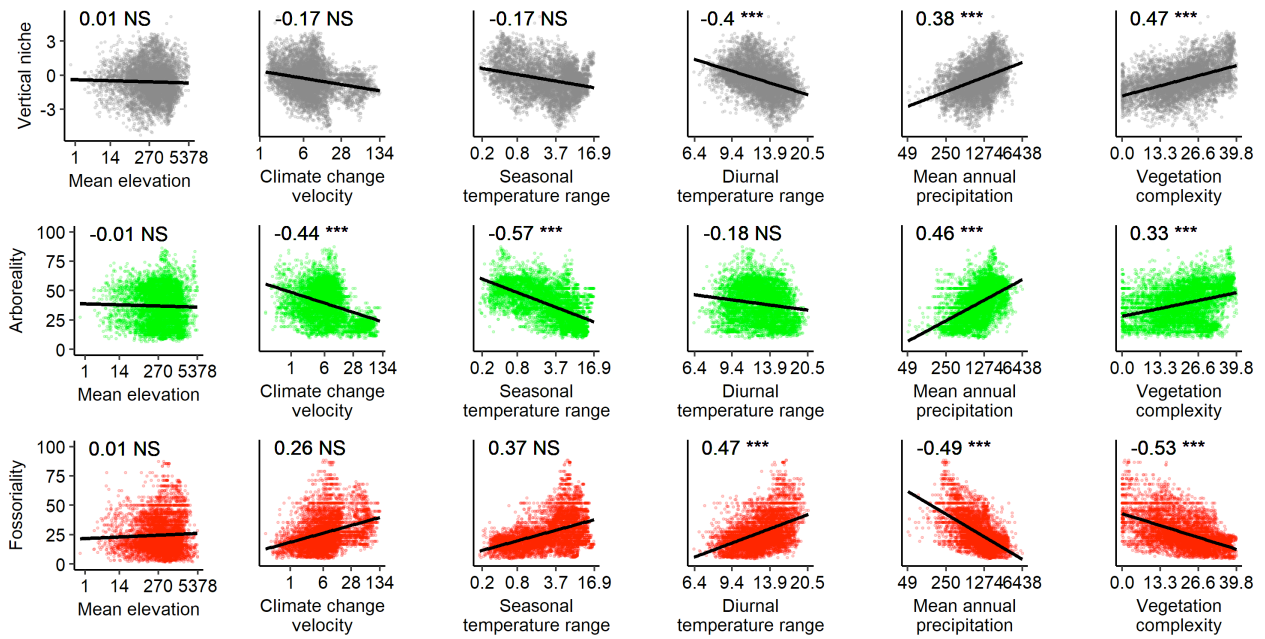 0.01 NS
-0.17 NS
-0.17 NS
-0.4 ***
0.38 ***
0.47 ***
Vertical niche
3
0
-3
1 14 270 5378
1 6 28 134
0.2 0.8 3.7 16.9
6.4 9.4 13.9 20.5
49 250 1274 6438
0.0 13.3 26.6 39.8
Mean elevation
Climate change
velocity
Seasonal
temperature range
Diurnal
temperature range
Mean annual
precipitation
Vegetation
complexity
-0.01 NS
-0.44 ***
-0.57 ***
-0.18 NS
0.46 ***
0.33 ***
Arboreality
100
75
50
25
0
1 14 270 5378
1 6 28 134
0.2 0.8 3.7 16.9
6.4 9.4 13.9 20.5
49 250 1274 6438
0.0 13.3 26.6 39.8
Mean elevation
Climate change
velocity
Seasonal
temperature range
Diurnal
temperature range
Mean annual
precipitation
Vegetation
complexity
0.01 NS
0.26 NS
0.37 NS
0.47 ***
-0.49 ***
-0.53 ***
Fossoriality
100
75
50
25
0
1 14 270 5378
1 6 28 134
0.2 0.8 3.7 16.9
6.4 9.4 13.9 20.5
49 250 1274 6438
0.0 13.3 26.6 39.8
Mean elevation
Climate change
velocity
Seasonal
temperature range
Diurnal
temperature range
Mean annual
precipitation
Vegetation
complexity